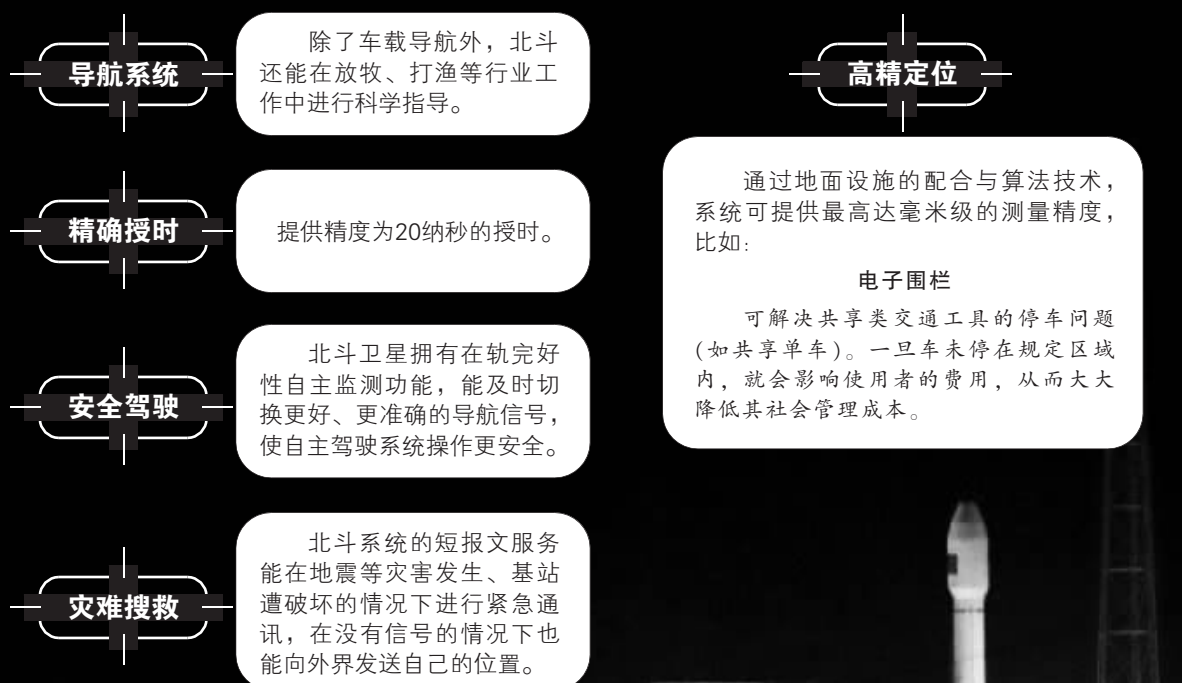 导航系统
除了车载导航外，北斗
还能在放牧、打渔等行业工
作中进行科学指导。
精确授时
提供精度为20纳秒的授时。
安全驾驶
北斗卫星拥有在轨完好
性自主监测功能，能及时切
换更好、更准确的导航信号，
使自主驾驶系统操作更安全。
灾难搜救
北斗系统的短报文服务
能在地震等灾害发生、基站
遭破坏的情况下进行紧急通
讯，在没有信号的情况下也
能向外界发送自己的位置。
高精定位
通过地面设施的配合与算法技术，
系统可提供最高达毫米级的测量精度，
比如：
电子围栏
可解决共享类交通工具的停车问题
(如共享单车)。一旦车未停在规定区域
内，就会影响使用者的费用，从而大大
降低其社会管理成本。